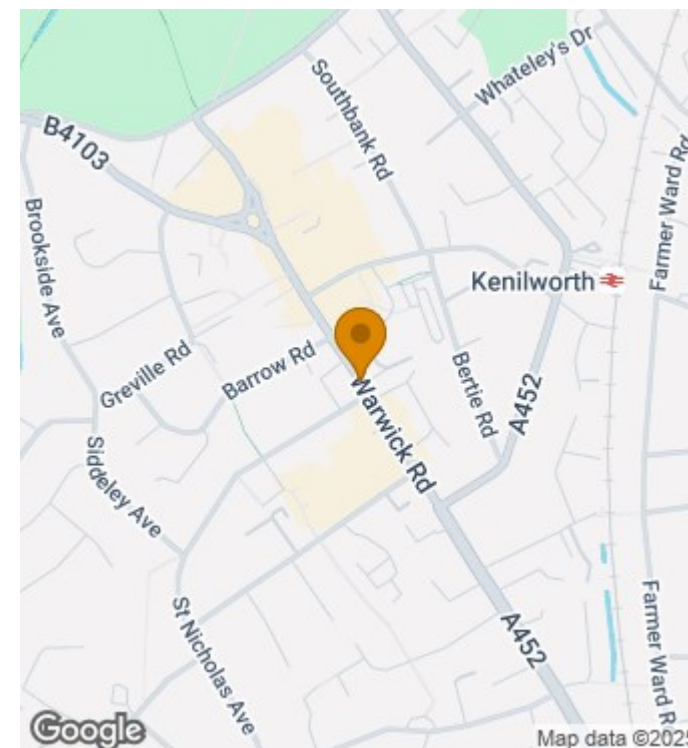 Whateley's Dr
Southbank Rd
B4103
Farmer Ward Rd
Brookside Ave
Kenilworth
Greville Rd
Barrow Rd
Bertie Rd
A452
Warwick Rd
Siddeley Ave
St Nicholas Ave
A452
Farmer Ward Rd
Google
Map data ©2025